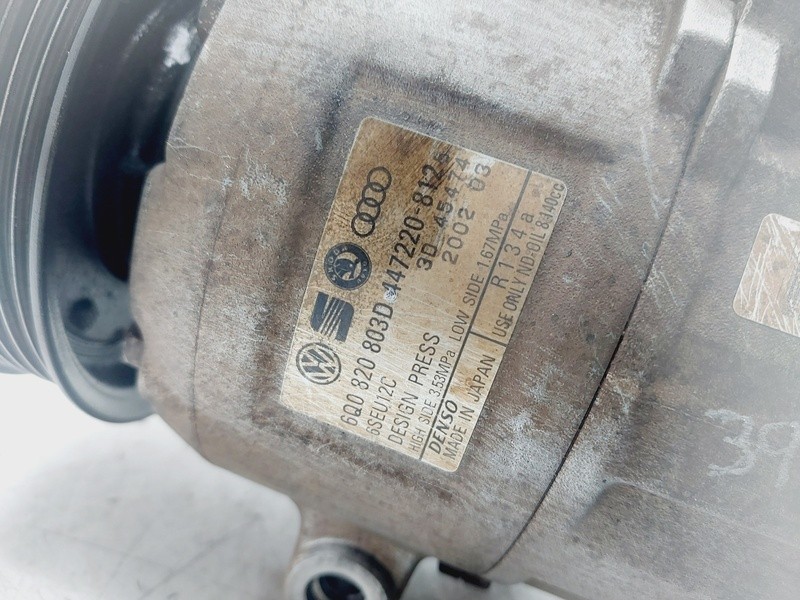 6Q0 820 803D 447220-8125
6SEU12C 3D 45474
DESIGN PRESS 2002 03
HIGH SIDE 3.53MPa LOW SIDE 1.67MPa
DENSO R134a
MADE IN JAPAN USE ONLY ND-OIL 8:140CC
39